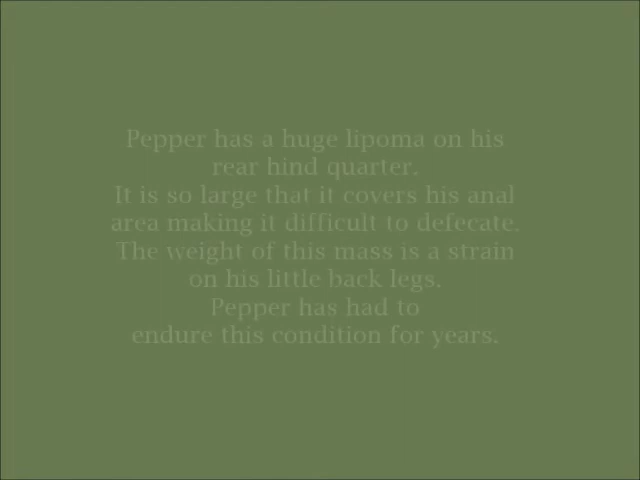 Pepper has a huge lipoma on his
rear hind quarter.
It is so large that it covers his anal
area making it difficult to defecate.
The weight of this mass is a strain
on his little back legs.
Pepper has had to
endure this condition for years.